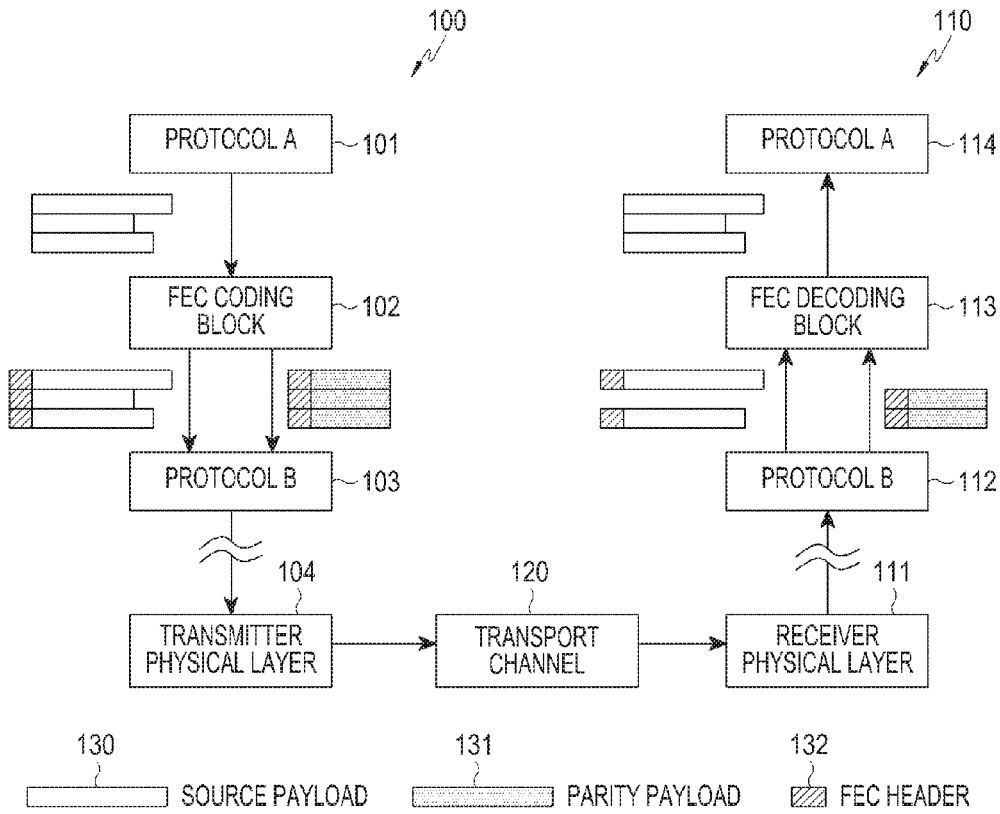 100
110
PROTOCOL A
101
PROTOCOL A
114
FEC CODING
BLOCK
102
FEC DECODING
BLOCK
113
PROTOCOL B
103
PROTOCOL B
112
104
120
111
TRANSMITTER
PHYSICAL LAYER
TRANSPORT
CHANNEL
RECEIVER
PHYSICAL LAYER
130
131
132
SOURCE PAYLOAD
PARITY PAYLOAD
FEC HEADER